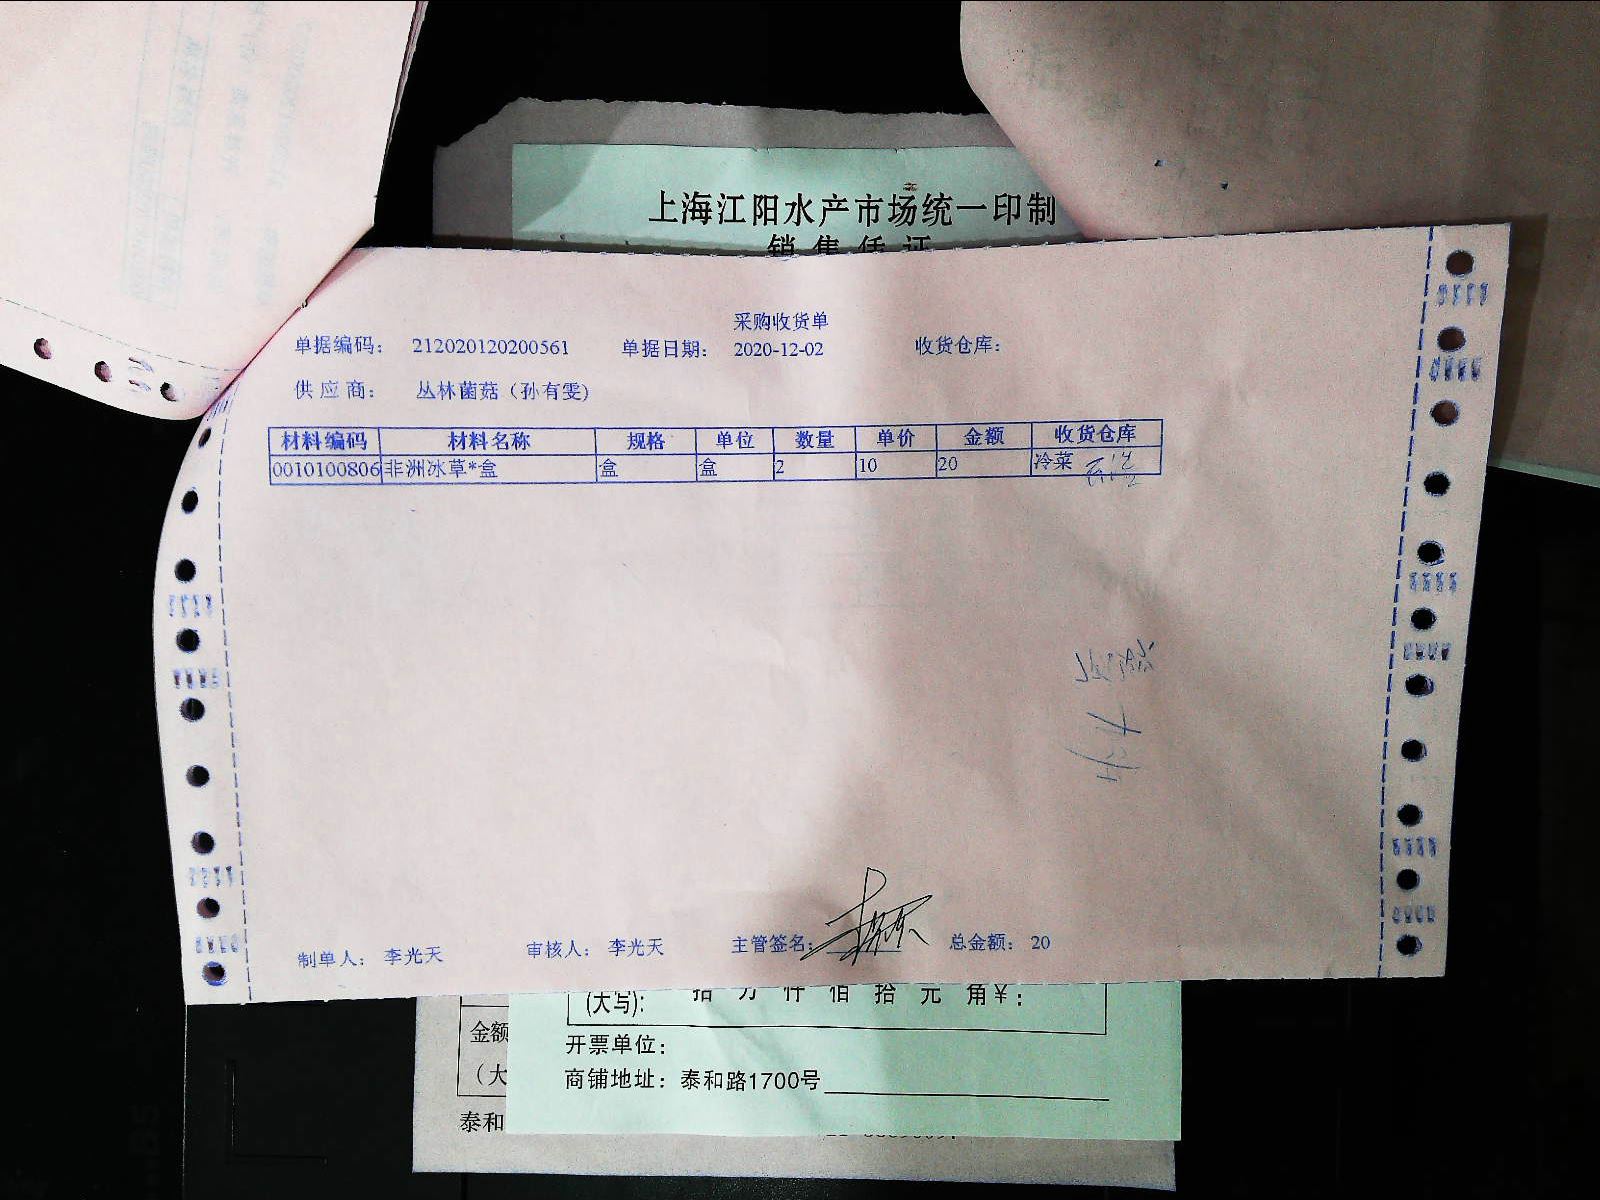 上海江阳水产市场统一印制
销售凭证
采购收货单
单据编码： 212020120200561 单据日期： 2020-12-02 收货仓库：
供应商： 丛林菌菇（孙有雯)
材料编码 材料名称 规格 单位 数量 单价 金额 收货仓库
0010100806 非洲冰草*盒 盒 盒 2 10 20 冷菜
制单人： 李光天 审核人： 李光天 主管签名： 总金额： 20
(大写): 拾 万 仟 佰 拾 元 角￥:
金额
开票单位：
（大
商铺地址：泰和路1700号
泰和